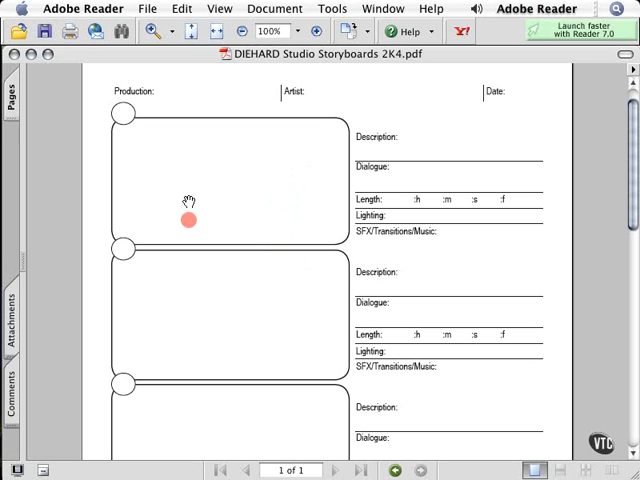 Adobe Reader File Edit View Document Tools Window Help Adobe Reader
100% Help Y! Launch faster
with Reader 7.0
DIEHARD Studio Storyboards 2K4.pdf
Pages
Production: Artist: Date:
Description:
Dialogue:
Length: :h :m :s :f
Lighting:
SFX/Transitions/Music:
Description:
Dialogue:
Length: :h :m :s :f
Lighting:
SFX/Transitions/Music:
Attachments
Comments
Description:
Dialogue:
VTC
1 of 1